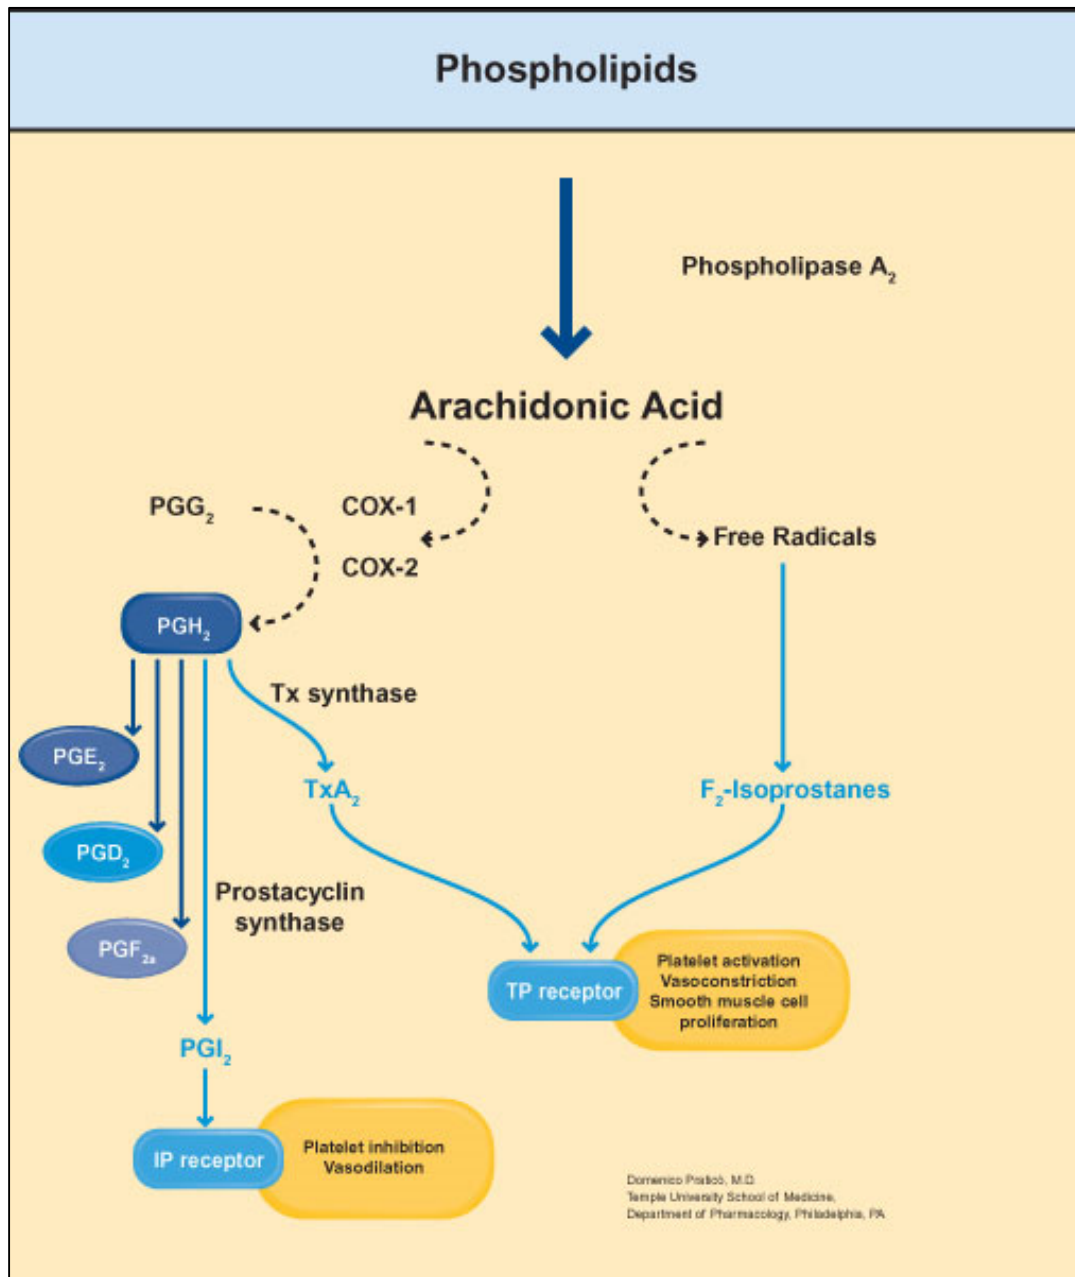 Phospholipids
Phospholipase A₂
Arachidonic Acid
PGG₂
COX-1
COX-2
Free Radicals
PGH₂
Tx synthase
PGE₂
TxA₂
F₂-Isoprostanes
PGD₂
Prostacyclin
synthase
PGF₂ₐ
TP receptor
Platelet activation
Vasoconstriction
Smooth muscle cell
proliferation
PGI₂
IP receptor
Platelet inhibition
Vasodilation
Domenico Praticò, M.D.
Temple University School of Medicine,
Department of Pharmacology, Philadelphia, PA